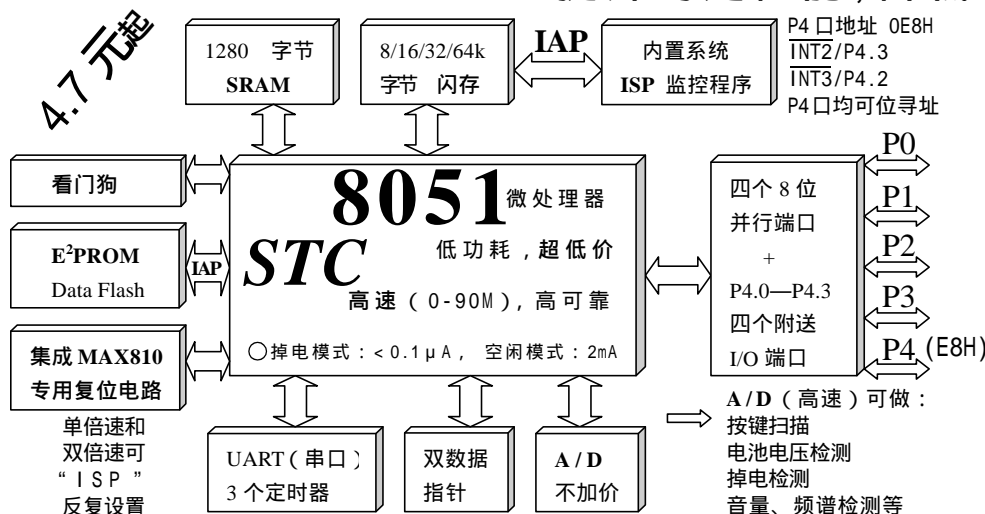 4.7 元起
1280 字节
SRAM
8/16/32/64k
字节 闪存
IAP
内置系统
ISP 监控程序
P4 口地址 0E8H
INT2/P4.3
INT3/P4.2
P4口均可位寻址
看门狗
E²PROM
Data Flash
IAP
集成 MAX810
专用复位电路
单倍速和
双倍速可
“ISP”
反复设置
8051 微处理器
STC 低功耗，超低价
高速（0-90M），高可靠
○掉电模式：<0.1μA， 空闲模式：2mA
四个 8 位
并行端口
+
P4.0—P4.3
四个附送
I/O 端口
P0
P1
P2
P3
P4 (E8H)
UART（串口）
3 个定时器
双数据
指针
A/D
不加价
A/D（高速）可做：
按键扫描
电池电压检测
掉电检测
音量、频谱检测等